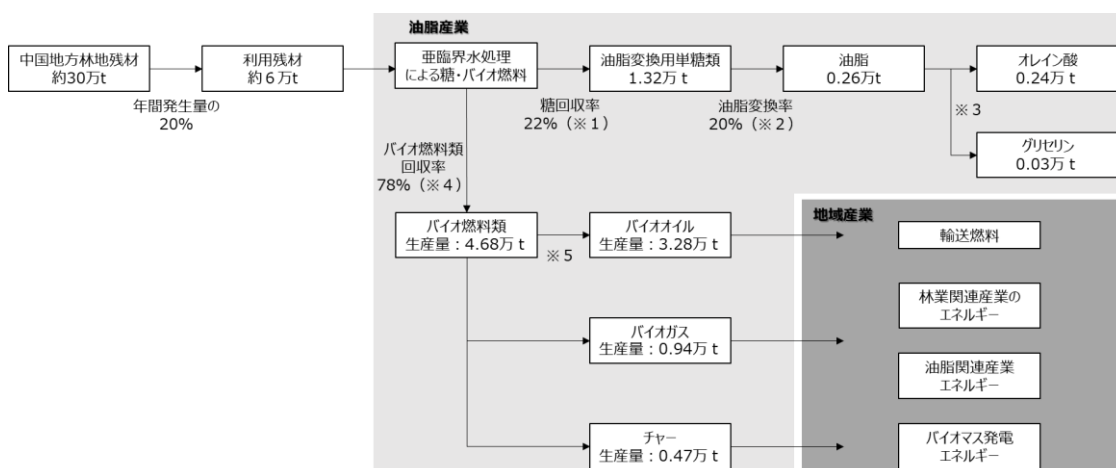 油脂産業
中国地方林地残材
約30万t
利用残材
約6万t
亜臨界水処理
による糖・バイオ燃料
油脂変換用単糖類
1.32万 t
油脂
0.26万 t
オレイン酸
0.24万 t
年間発生量の
20%
糖回収率
22%（※1）
油脂変換率
20%（※2）
※3
グリセリン
0.03万 t
バイオ燃料類
回収率
78%（※4）
バイオ燃料類
生産量：4.68万 t
※5
バイオオイル
生産量：3.28万 t
地域産業
輸送燃料
林業関連産業の
エネルギー
バイオガス
生産量：0.94万 t
油脂関連産業
エネルギー
チャー
生産量：0.47万 t
バイオマス発電
エネルギー